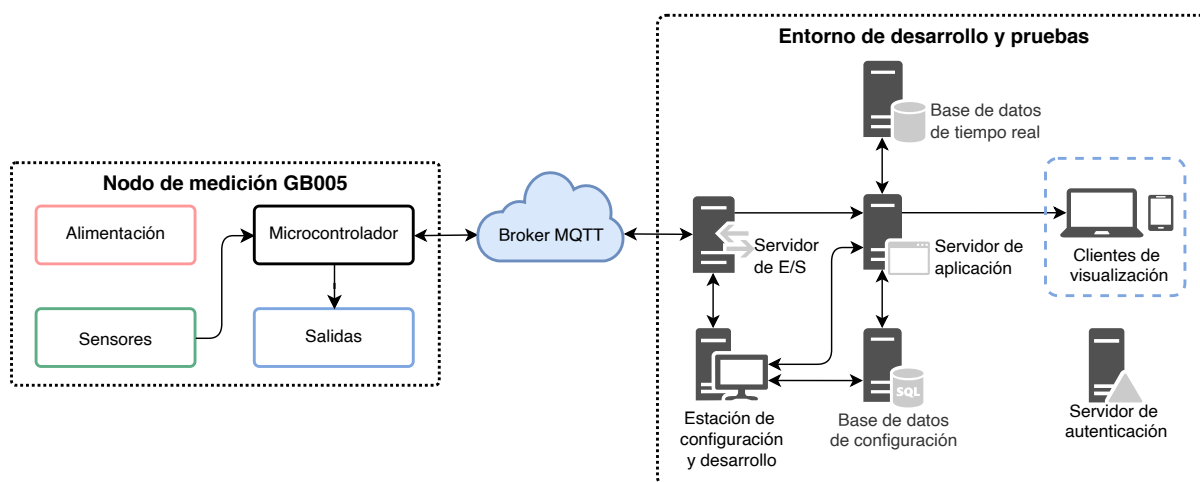 Entorno de desarrollo y pruebas
Base de datos
de tiempo real
Nodo de medición GB005
Alimentación
Microcontrolador
Broker MQTT
Servidor
de E/S
Servidor de
aplicación
Clientes de
visualización
Sensores
Salidas
SQL
Estación de
configuración
y desarrollo
Base de datos
de configuración
Servidor de
autenticación